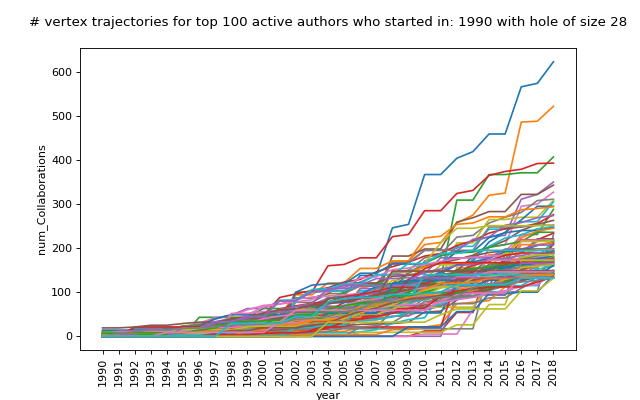 # vertex trajectories for top 100 active authors who started in: 1990 with hole of size 28
600
500
400
300
200
100
0
num_Collaborations
1990 1991 1992 1993 1994 1995 1996 1997 1998 1999 2000 2001 2002 2003 2004 2005 2006 2007 2008 2009 2010 2011 2012 2013 2014 2015 2016 2017 2018
year